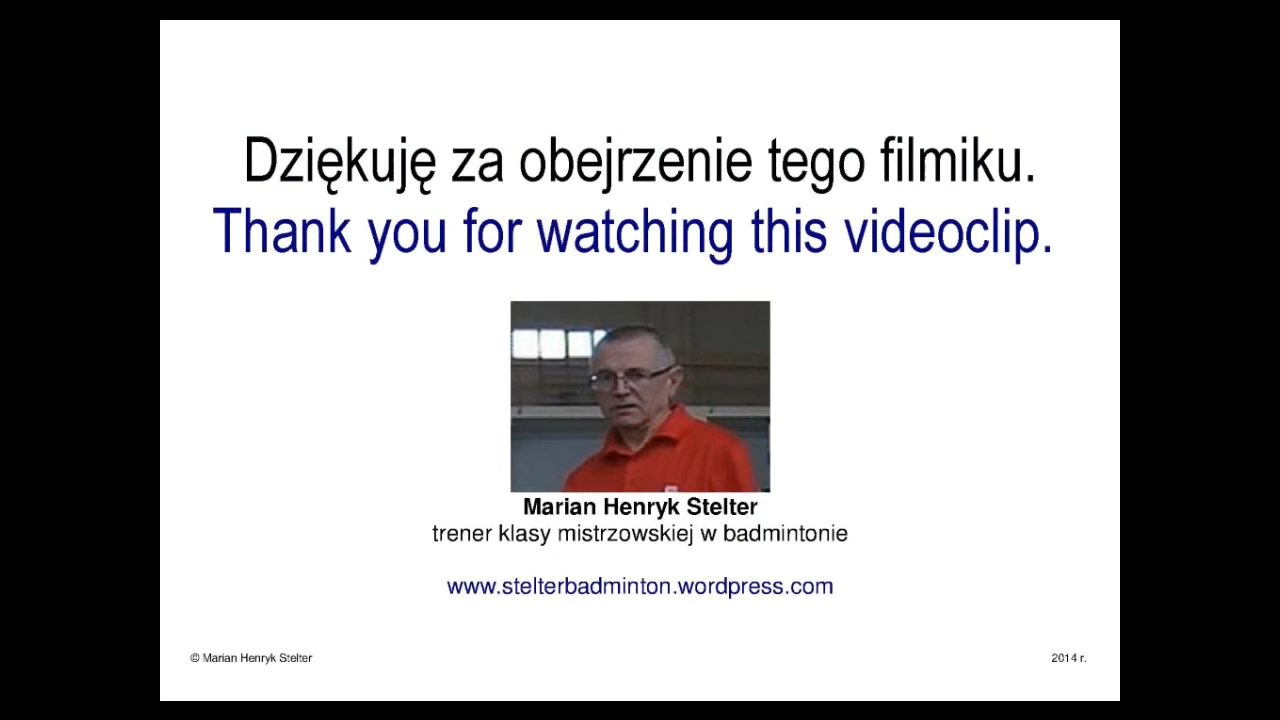 Dziękuję za obejrzenie tego filmiku.
Thank you for watching this videoclip.
Marian Henryk Stelter
trener klasy mistrzowskiej w badmintonie
www.stelterbadminton.wordpress.com
© Marian Henryk Stelter
2014 r.